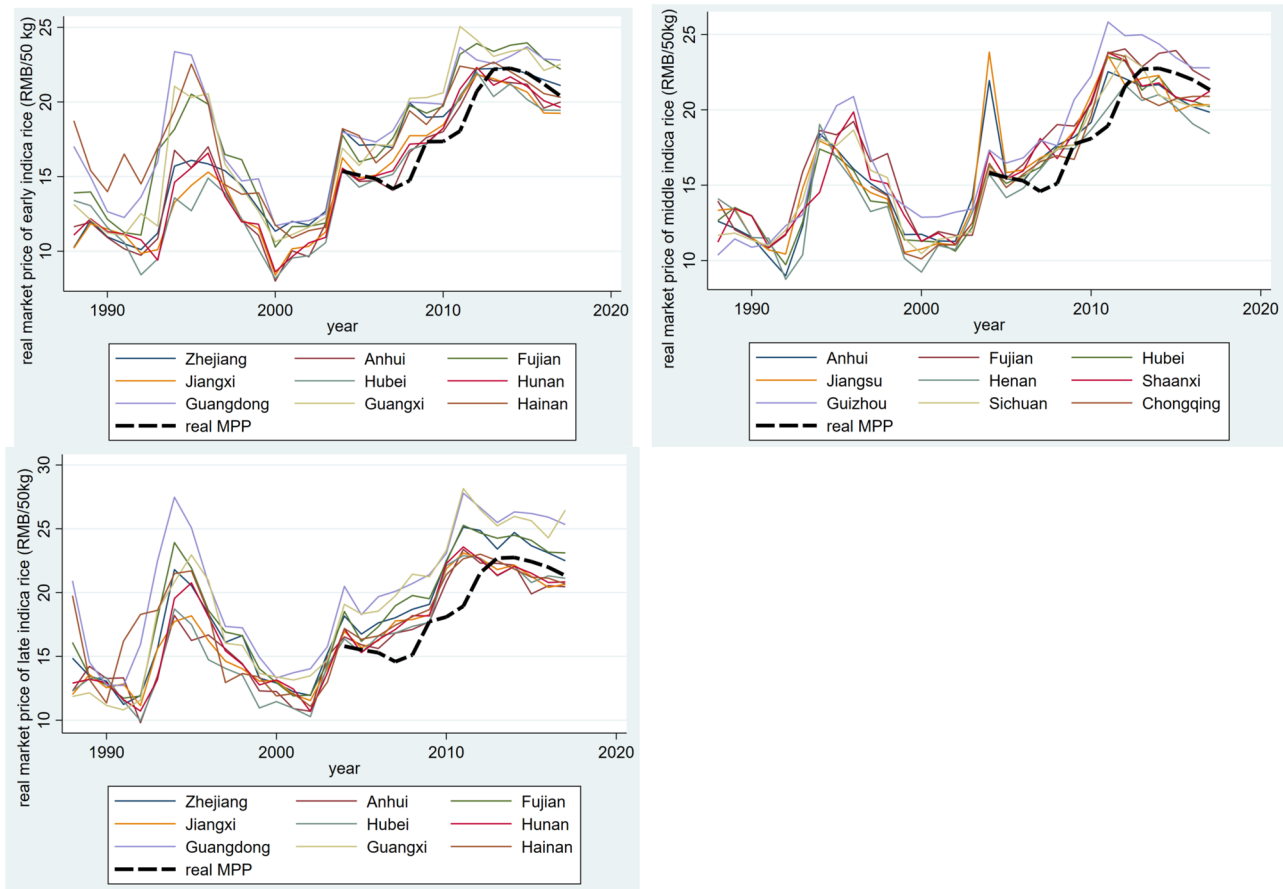 real market price of early indica rice (RMB/50 kg)
25
20
15
10
1990
2000
2010
2020
year
Zhejiang Anhui Fujian
Jiangxi Hubei Hunan
Guangdong Guangxi Hainan
real MPP
real market price of middle indica rice (RMB/50kg)
25
20
15
10
1990
2000
2010
2020
year
Anhui Fujian Hubei
Jiangsu Henan Shaanxi
Guizhou Sichuan Chongqing
real MPP
real market price of late indica rice (RMB/50kg)
30
25
20
15
10
1990
2000
2010
2020
year
Zhejiang Anhui Fujian
Jiangxi Hubei Hunan
Guangdong Guangxi Hainan
real MPP